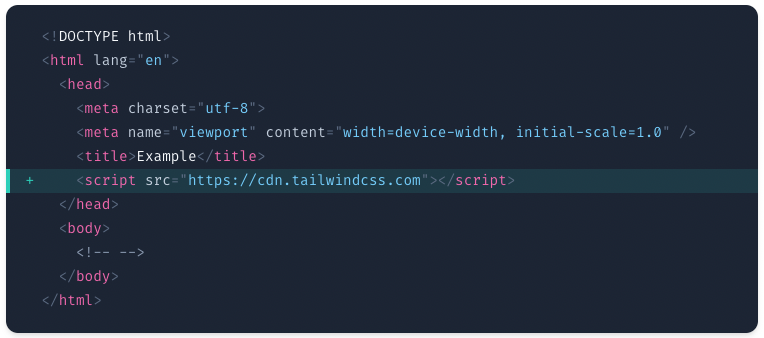 <!DOCTYPE html>
<html lang="en">
<head>
<meta charset="utf-8">
<meta name="viewport" content="width=device-width, initial-scale=1.0" />
<title>Example</title>
+ <script src="https://cdn.tailwindcss.com"></script>
</head>
<body>
<!-- -->
</body>
</html>